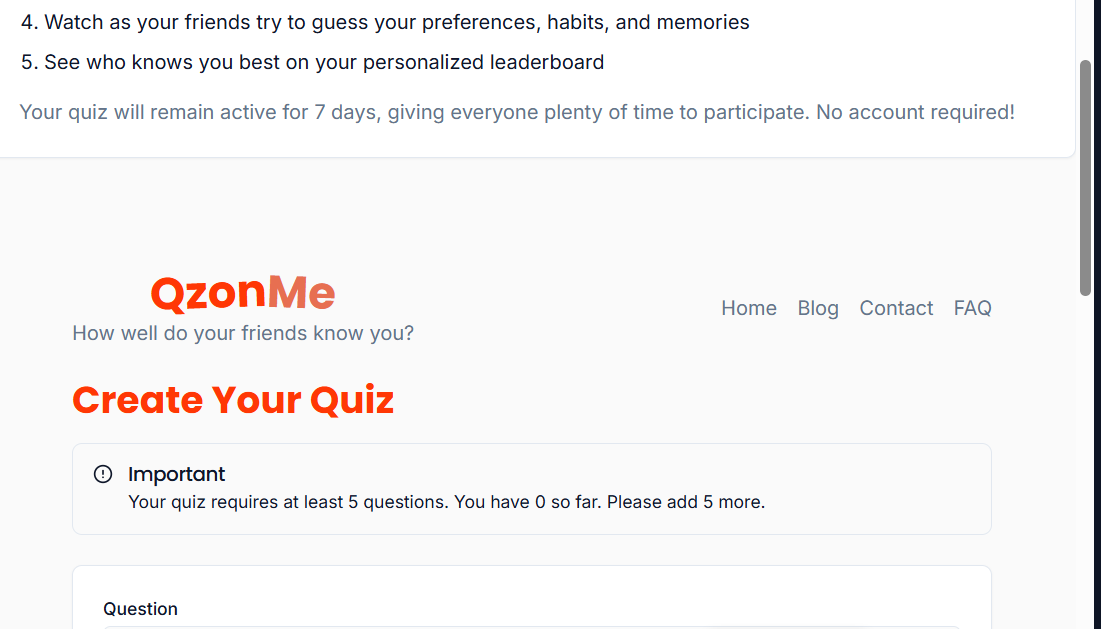 4. Watch as your friends try to guess your preferences, habits, and memories
5. See who knows you best on your personalized leaderboard
Your quiz will remain active for 7 days, giving everyone plenty of time to participate. No account required!
QzonMe
How well do your friends know you?
Home Blog Contact FAQ
Create Your Quiz
Important
Your quiz requires at least 5 questions. You have 0 so far. Please add 5 more.
Question